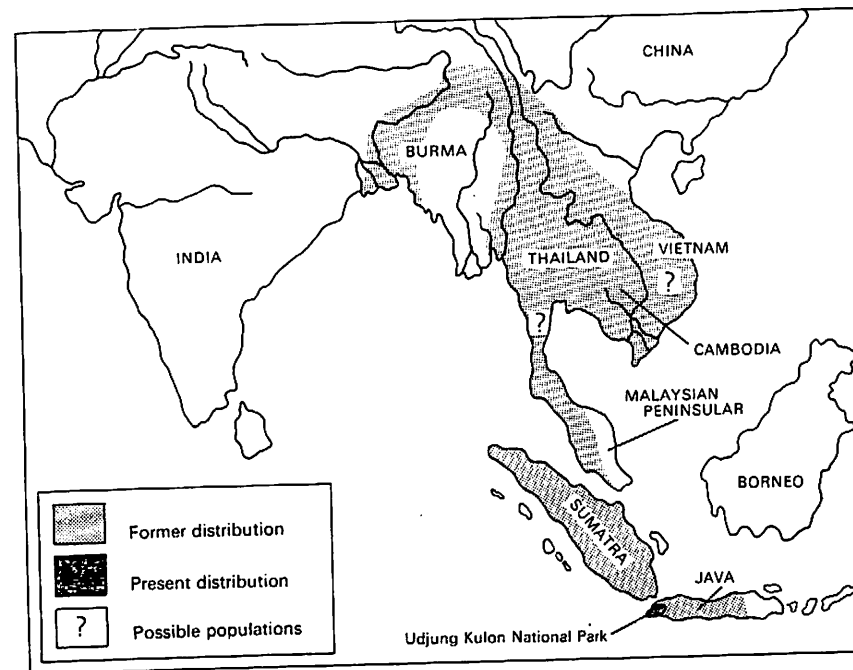 CHINA
BURMA
INDIA
THAILAND
VIETNAM
?
?
CAMBODIA
MALAYSIAN
PENINSULAR
BORNEO
SUMATRA
JAVA
Udjung Kulon National Park
Former distribution
Present distribution
? Possible populations